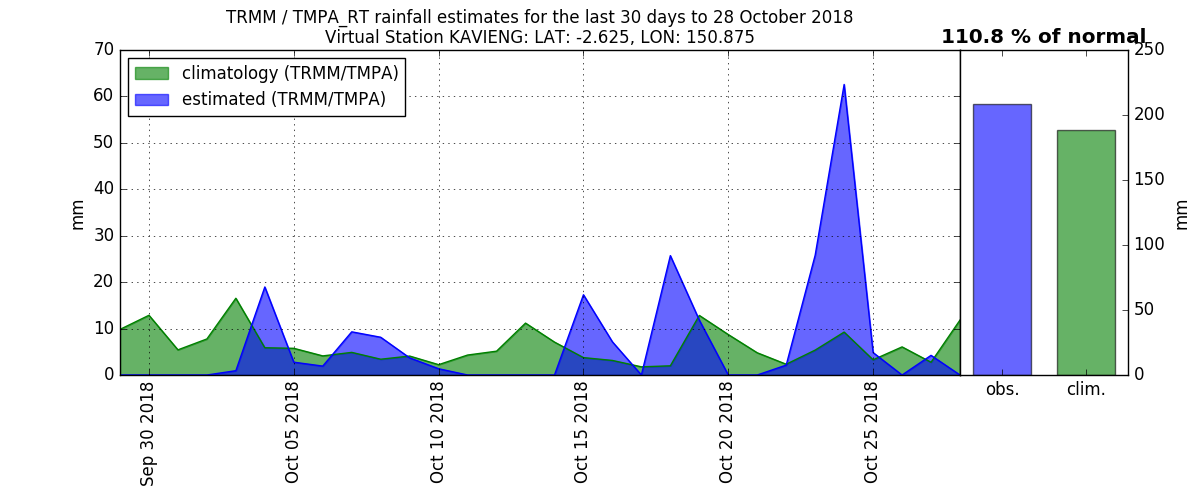 TRMM / TMPA_RT rainfall estimates for the last 30 days to 28 October 2018
Virtual Station KAVIENG: LAT: -2.625, LON: 150.875
110.8 % of normal
climatology (TRMM/TMPA)
estimated (TRMM/TMPA)
70
60
50
40
30
20
10
0
mm
Sep 30 2018
Oct 05 2018
Oct 10 2018
Oct 15 2018
Oct 20 2018
Oct 25 2018
obs.
clim.
250
200
150
100
50
0
mm